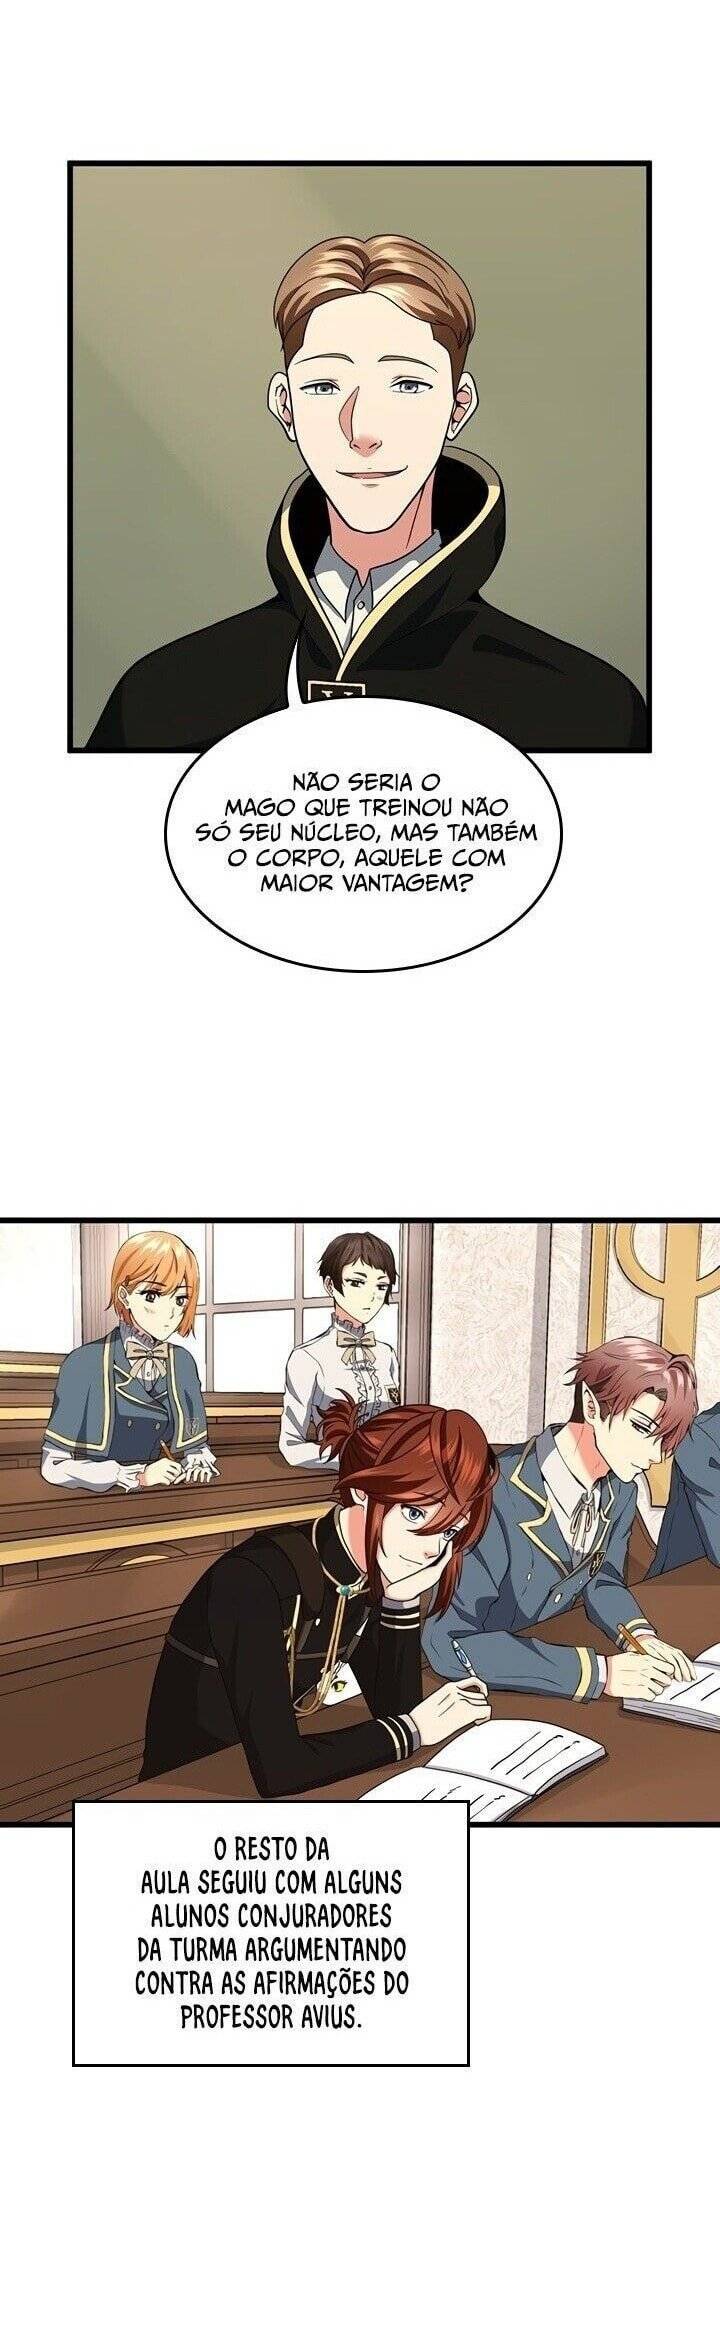 NÃO SERIA O
MAGO QUE TREINOU NÃO
SÓ SEU NÚCLEO, MAS TAMBÉM
O CORPO, AQUELE COM
MAIOR VANTAGEM?
O RESTO DA
AULA SEGUIU COM ALGUNS
ALUNOS CONJURADORES
DA TURMA ARGUMENTANDO
CONTRA AS AFIRMAÇÕES DO
PROFESSOR AVIUS.